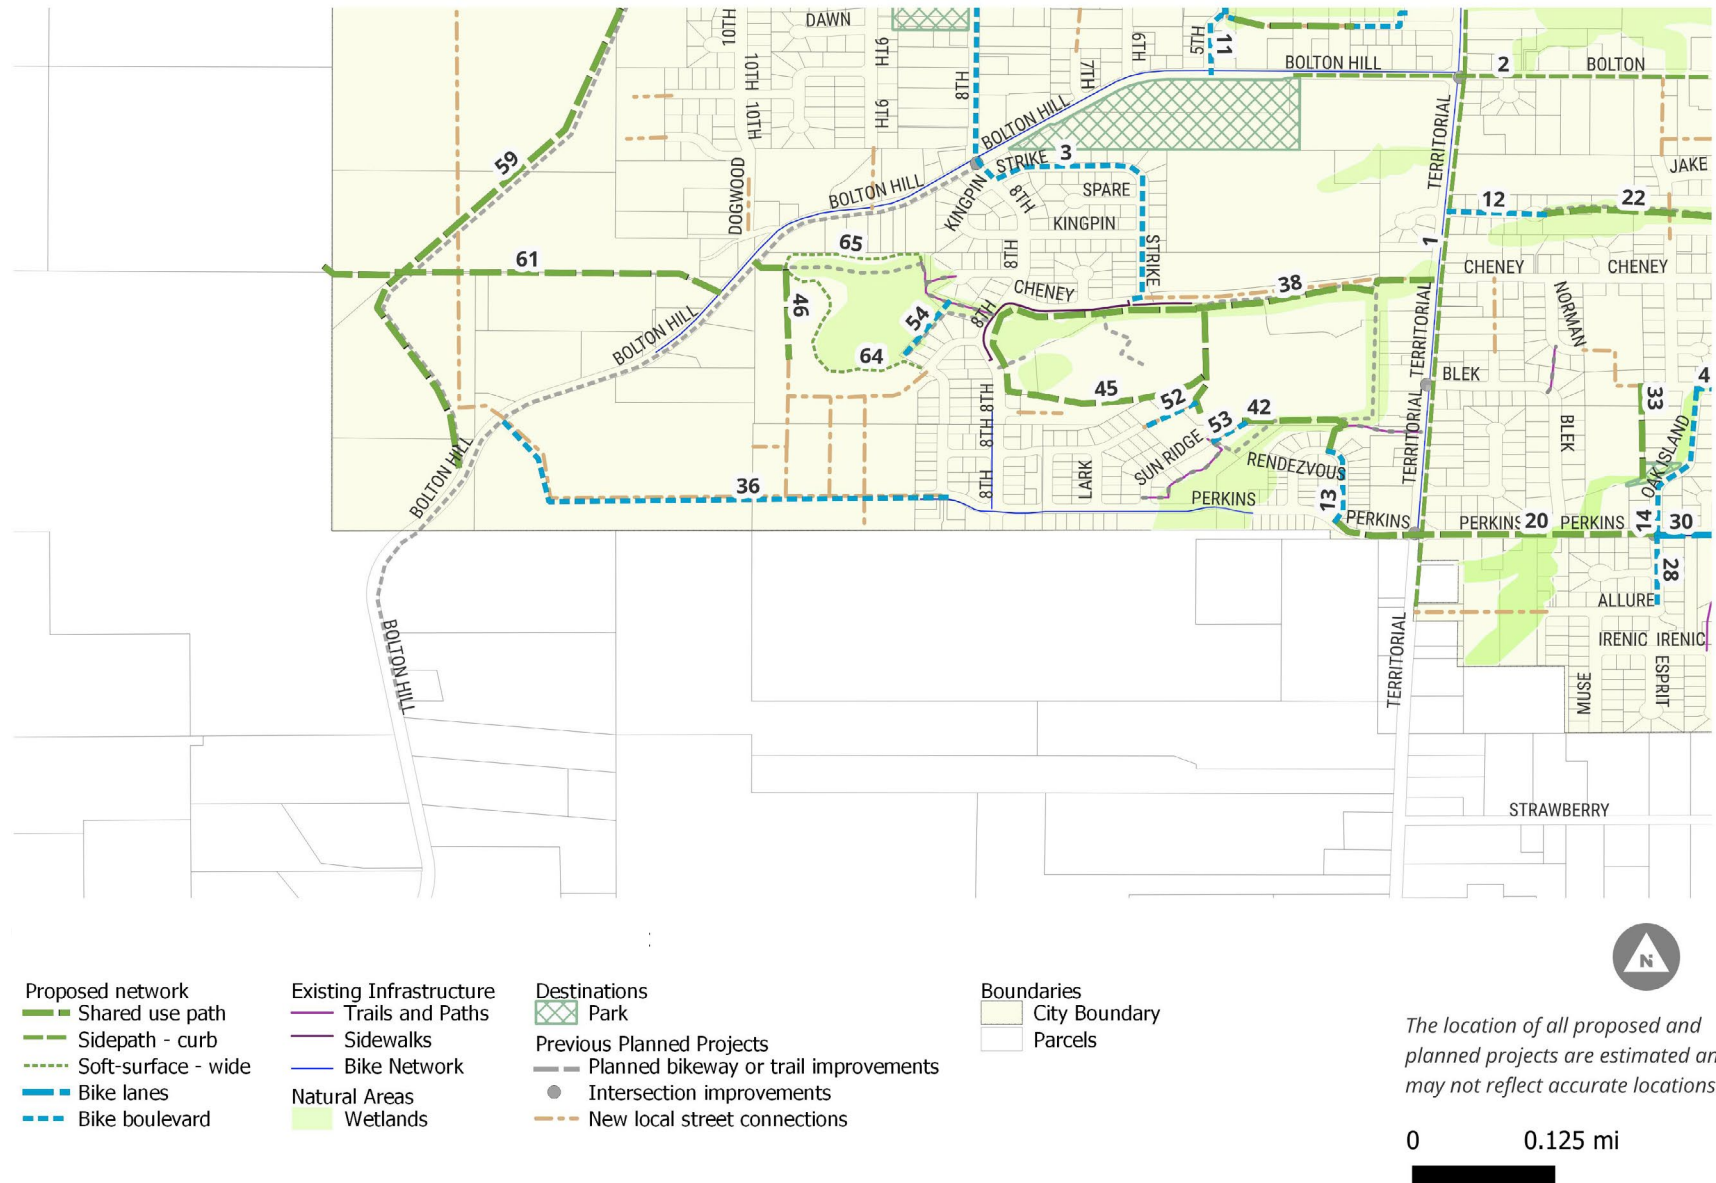 10TH
DAWN
9TH
8TH
7TH
6TH
5TH
11
BOLTON HILL
2
BOLTON
10TH
10TH
9TH
BOLTON HILL
TERRITORIAL
59
DOGWOOD
BOLTON HILL
STRIKE
3
JAKE
KINGPIN
8TH
SPARE
12
22
KINGPIN
65
61
8TH
STRIKE
1
CHENEY
CHENEY
46
54
8TH
CHENEY
38
NORMAN
BOLTON HILL
64
TERRITORIAL
TERRITORIAL
BLEK
4
45
52
53
42
33
8TH
8TH
BLEK
OAK ISLAND
BOLTON HILL
36
8TH
LARK
SUN RIDGE
RENDEZVOUS
TERRITORIAL
PERKINS
13
PERKINS
PERKINS
20
PERKINS
14
30
28
ALLURE
BOLTON HILL
TERRITORIAL
IRENIC
IRENIC
MUSE
ESPRIT
STRAWBERRY
N
Proposed network
Shared use path
Sidepath - curb
Soft-surface - wide
Bike lanes
Bike boulevard
Existing Infrastructure
Trails and Paths
Sidewalks
Bike Network
Natural Areas
Wetlands
Destinations
Park
Previous Planned Projects
Planned bikeway or trail improvements
Intersection improvements
New local street connections
Boundaries
City Boundary
Parcels
The location of all proposed and
planned projects are estimated an
may not reflect accurate locations
0 0.125 mi